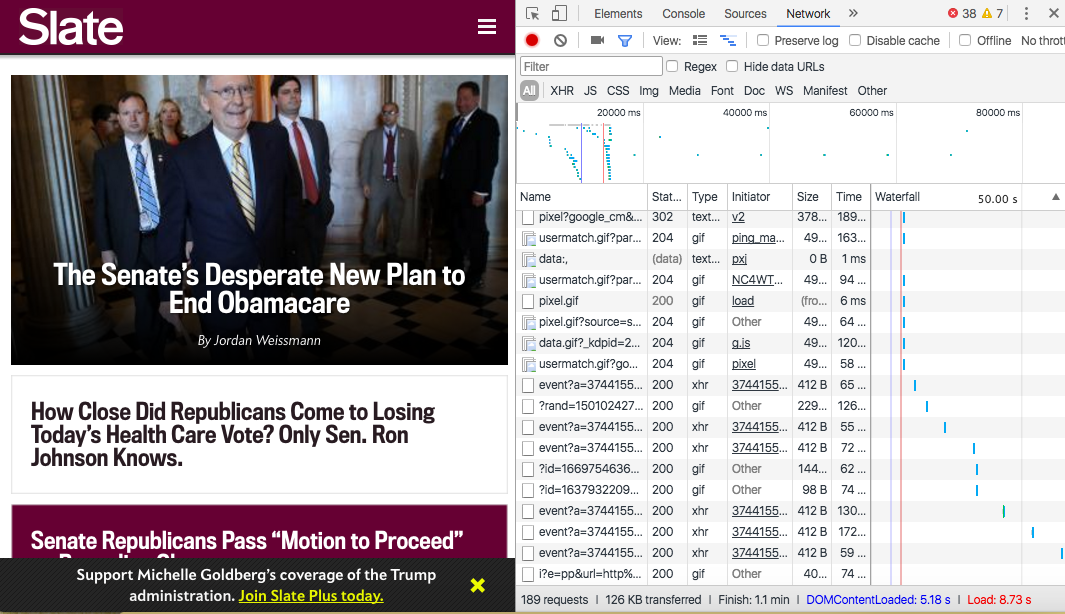 Slate
The Senate's Desperate New Plan to
End Obamacare
By Jordan Weissmann
How Close Did Republicans Come to Losing
Today's Health Care Vote? Only Sen. Ron
Johnson Knows.
Senate Republicans Pass “Motion to Proceed”
Support Michelle Goldberg's coverage of the Trump
administration. Join Slate Plus today.
Elements Console Sources Network » 38 7
View: Preserve log Disable cache Offline No thrott
Filter Regex Hide data URLs
All XHR JS CSS Img Media Font Doc WS Manifest Other
20000 ms 40000 ms 60000 ms 80000 ms
Name Stat... Type Initiator Size Time Waterfall 50.00 s
pixel?google_cm&... 302 text... v2 378... 189...
usermatch.gif?par... 204 gif ping_ma... 49... 163...
data:, (data) text... pxj 0 B 1 ms
usermatch.gif?par... 204 gif NC4WT... 49... 94 ...
pixel.gif 200 gif load (fro... 6 ms
pixel.gif?source=s... 204 gif Other 49... 64 ...
data.gif?_kdpid=2... 204 gif q.js 49... 120...
usermatch.gif?go... 204 gif pixel 49... 58 ...
event?a=3744155... 200 xhr 3744155... 412 B 65 ...
?rand=150102427... 200 gif Other 229... 126...
event?a=3744155... 200 xhr 3744155... 412 B 55 ...
event?a=3744155... 200 xhr 3744155... 412 B 72 ...
?id=1669754636... 200 gif Other 144... 62 ...
?id=1637932209... 200 gif Other 98 B 74 ...
event?a=3744155... 200 xhr 3744155... 412 B 130...
event?a=3744155... 200 xhr 3744155... 412 B 172...
event?a=3744155... 200 xhr 3744155... 412 B 59 ...
i?e=pp&url=http%... 200 gif Other 40... 74 ...
189 requests | 126 KB transferred | Finish: 1.1 min | DOMContentLoaded: 5.18 s | Load: 8.73 s